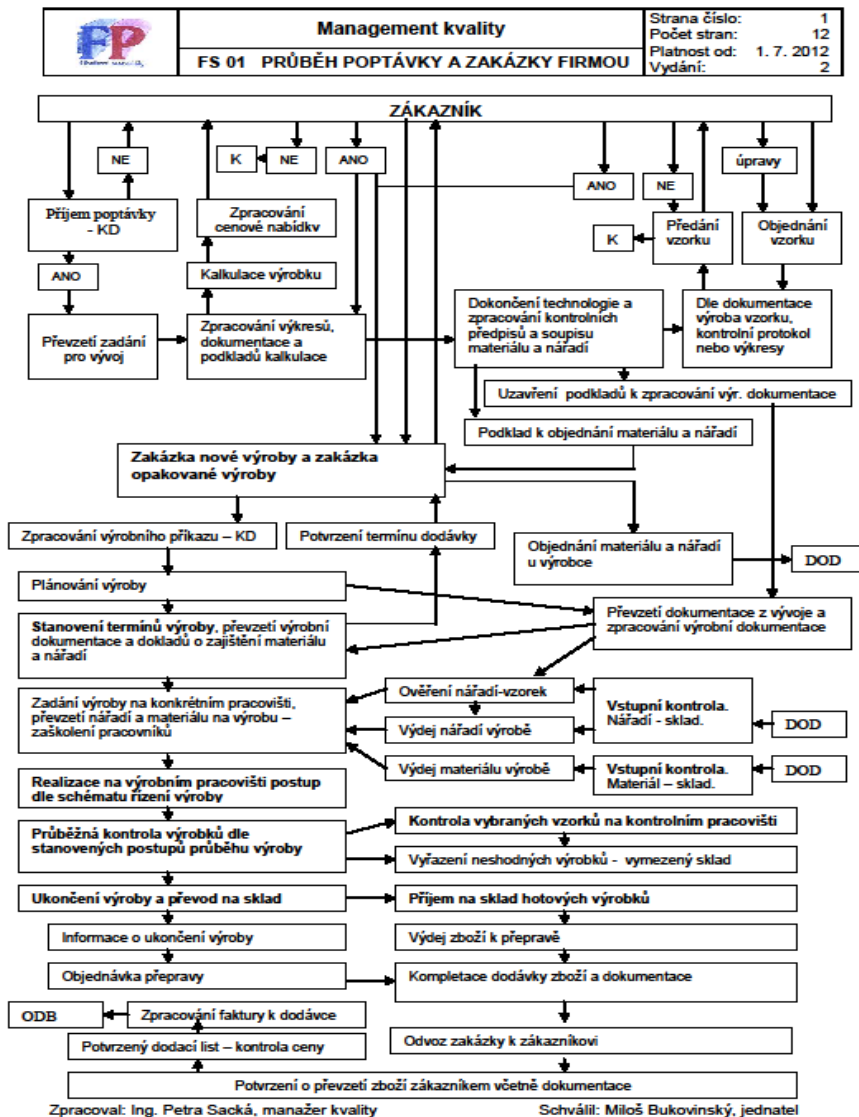 FP
Management kvality
FS 01 PRŮBĚH POPTÁVKY A ZAKÁZKY FIRMOU
Strana číslo: 1
Počet stran: 12
Platnost od: 1. 7. 2012
Vydání: 2
ZÁKAZNÍK
NE
K
NE
ANO
ANO
NE
úpravy
Příjem poptávky
- KD
Zpracování
cenové nabídkv
K
Předání
vzorku
Objednání
vzorku
ANO
Kalkulace výrobku
Převzetí zadání
pro vývoj
Zpracování výkresů,
dokumentace a
podkladů kalkulace
Dokončení technologie a
zpracování kontrolních
předpisů a soupisu
materiálu a nářadí
Dle dokumentace
výroba vzorku,
kontrolní protokol
nebo výkresy
Uzavření podkladů k zpracování výr. dokumentace
Podklad k objednání materiálu a nářadí
Zakázka nové výroby a zakázka
opakované výroby
Zpracování výrobního příkazu – KD
Potvrzení termínu dodávky
Objednání materiálu a nářadí
u výrobce
DOD
Plánování výroby
Stanovení termínů výroby, převzetí výrobní
dokumentace a dokladů o zajištění materiálu
a nářadí
Převzetí dokumentace z vývoje a
zpracování výrobní dokumentace
Zadání výroby na konkrétním pracovišti,
převzetí nářadí a materiálu na výrobu –
zaškolení pracovníků
Ověření nářadí-vzorek
Výdej nářadí výrobě
Vstupní kontrola.
Nářadí - sklad.
DOD
Výdej materiálu výrobě
Vstupní kontrola.
Materiál – sklad.
DOD
Realizace na výrobním pracovišti postup
dle schématu řízení výroby
Průběžná kontrola výrobků dle
stanovených postupů průběhu výroby
Kontrola vybraných vzorků na kontrolním pracovišti
Vyřazení neshodných výrobků - vymezený sklad
Ukončení výroby a převod na sklad
Příjem na sklad hotových výrobků
Informace o ukončení výroby
Výdej zboží k přepravě
Objednávka přepravy
Kompletace dodávky zboží a dokumentace
ODB
Zpracování faktury k dodávce
Potvrzený dodací list – kontrola ceny
Odvoz zakázky k zákazníkovi
Potvrzení o převzetí zboží zákazníkem včetně dokumentace
Zpracoval: Ing. Petra Sacká, manažer kvality
Schválil: Miloš Bukovinský, jednatel